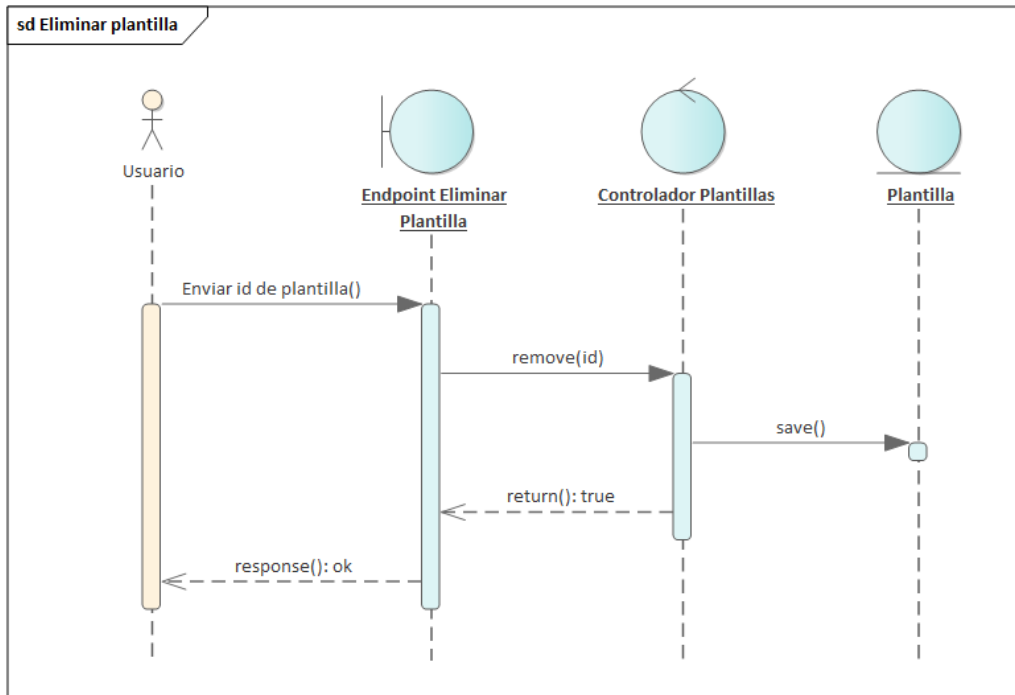 sd Eliminar plantilla
Usuario
Endpoint Eliminar
Plantilla
Controlador Plantillas
Plantilla
Enviar id de plantilla()
remove(id)
save()
return(): true
response(): ok